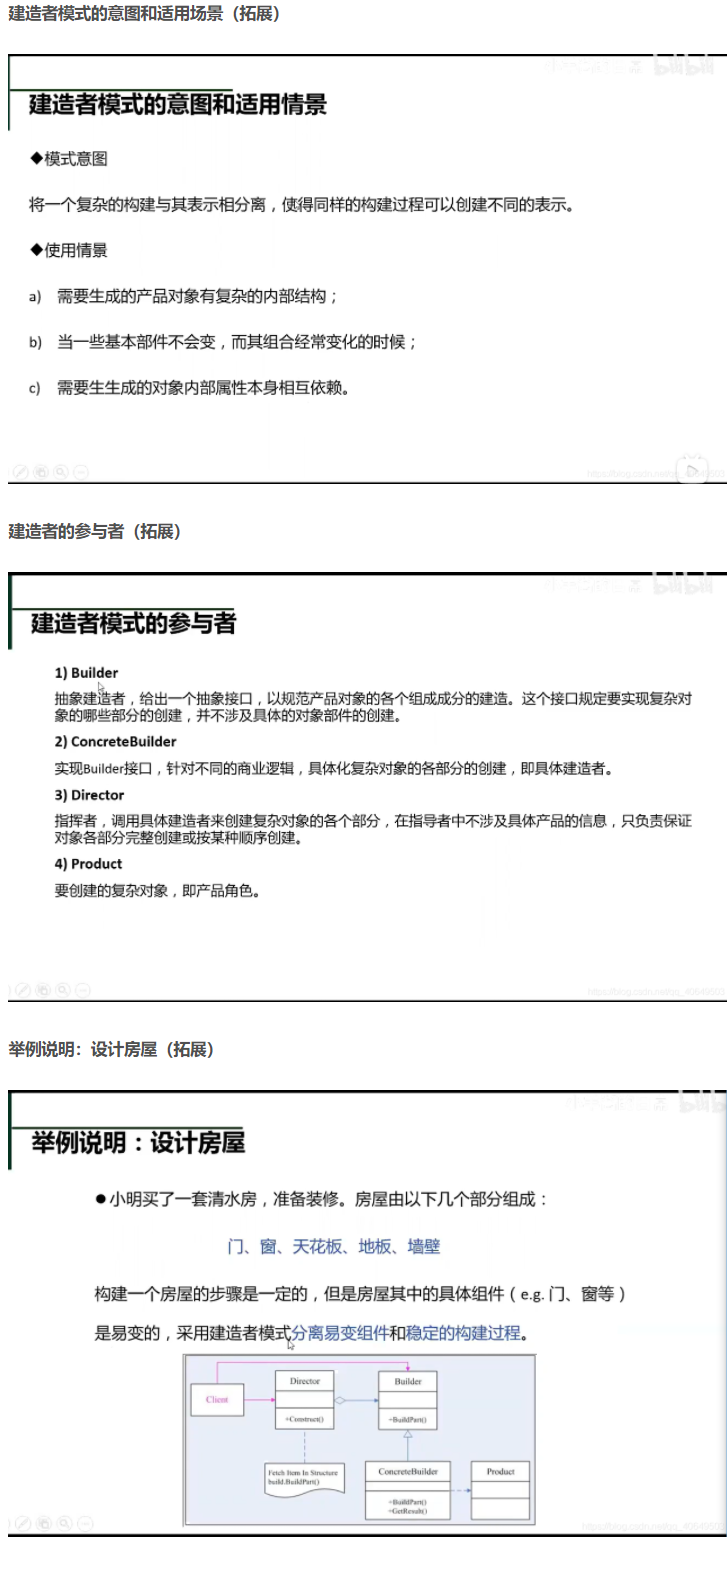 建造者模式的意图和适用场景（拓展）
建造者模式的意图和适用情景
◆模式意图
将一个复杂的构建与其表示相分离，使得同样的构建过程可以创建不同的表示。
◆使用情景
a) 需要生成的产品对象有复杂的内部结构；
b) 当一些基本部件不会变，而其组合经常变化的时候；
c) 需要生生成的对象内部属性本身相互依赖。
建造者的参与者（拓展）
建造者模式的参与者
1) Builder
抽象建造者，给出一个抽象接口，以规范产品对象的各个组成成分的建造。这个接口规定要实现复杂对
象的哪些部分的创建，并不涉及具体的对象部件的创建。
2) ConcreteBuilder
实现Builder接口，针对不同的商业逻辑，具体化复杂对象的各部分的创建，即具体建造者。
3) Director
指挥者，调用具体建造者来创建复杂对象的各个部分，在指导者中不涉及具体产品的信息，只负责保证
对象各部分完整创建或按某种顺序创建。
4) Product
要创建的复杂对象，即产品角色。
举例说明：设计房屋（拓展）
举例说明：设计房屋
●小明买了一套清水房，准备装修。房屋由以下几个部分组成：
门、窗、天花板、地板、墙壁
构建一个房屋的步骤是一定的，但是房屋其中的具体组件（e.g. 门、窗等）
是易变的，采用建造者模式分离易变组件和稳定的构建过程。
Client
Director
+Construct()
Builder
+BuildPart()
Fetch Item In Structure
build.BuildPart()
ConcreteBuilder
+BuildPart()
+GetResult()
Product